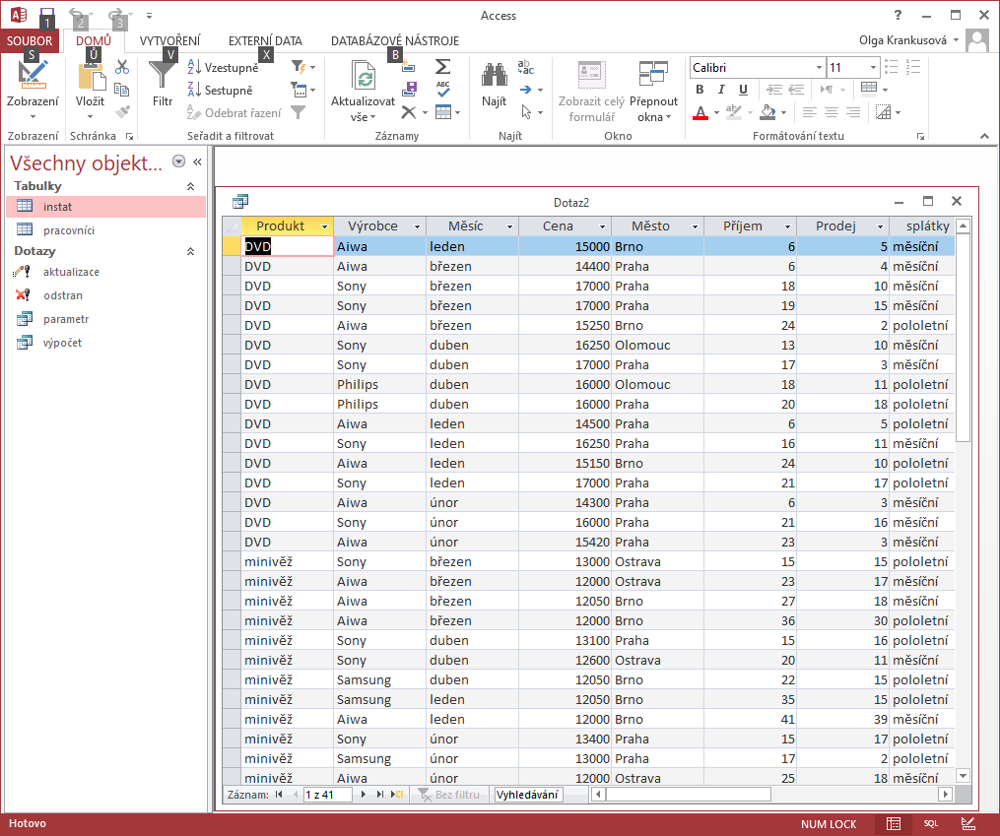 Access
1 2 3
?
SOUBOR DOMŮ VYTVOŘENÍ EXTERNÍ DATA DATABÁZOVÉ NÁSTROJE Olga Krankusová
S Ů V X B
Zobrazení
Vložit
Filtr
Vzestupně
Sestupně
Odebrat řazení
Aktualizovat vše
Najít
Zobrazit celý formulář
Přepnout okna
Calibri 11
B I U
Zobrazení Schránka Seřadit a filtrovat Záznamy Najít Okno Formátování textu
Všechny objekt...
Tabulky
instat
pracovníci
Dotazy
aktualizace
odstran
parametr
výpočet
Dotaz2
Produkt Výrobce Měsíc Cena Město Příjem Prodej splátky
DVD Aiwa leden 15000 Brno 6 5 měsíční
DVD Aiwa březen 14400 Praha 6 4 měsíční
DVD Sony březen 17000 Praha 18 10 měsíční
DVD Sony březen 17000 Praha 19 15 měsíční
DVD Aiwa březen 15250 Brno 24 2 pololetní
DVD Sony duben 16250 Olomouc 13 10 měsíční
DVD Sony duben 17000 Praha 17 3 měsíční
DVD Philips duben 16000 Olomouc 18 11 pololetní
DVD Philips duben 16000 Praha 20 18 pololetní
DVD Aiwa leden 14500 Praha 6 5 pololetní
DVD Sony leden 16250 Praha 16 11 měsíční
DVD Aiwa leden 15150 Brno 24 10 pololetní
DVD Sony leden 17000 Praha 21 17 pololetní
DVD Aiwa únor 14300 Praha 6 3 měsíční
DVD Sony únor 16000 Praha 21 16 měsíční
DVD Aiwa únor 15420 Praha 23 3 měsíční
minivěž Sony březen 13000 Ostrava 15 15 pololetní
minivěž Aiwa březen 12000 Ostrava 23 17 měsíční
minivěž Aiwa březen 12050 Brno 27 18 měsíční
minivěž Aiwa březen 12000 Brno 36 30 pololetní
minivěž Sony duben 13100 Praha 15 16 pololetní
minivěž Sony duben 12600 Ostrava 20 11 měsíční
minivěž Samsung duben 12050 Brno 22 15 pololetní
minivěž Samsung leden 12050 Brno 35 15 pololetní
minivěž Aiwa leden 12000 Brno 41 39 měsíční
minivěž Sony únor 13400 Praha 15 17 pololetní
minivěž Samsung únor 13000 Praha 17 2 pololetní
minivěž Aiwa únor 12000 Ostrava 25 18 měsíční
Záznam: 1 z 41 Bez filtru Vyhledávání
Hotovo NUM LOCK SQL